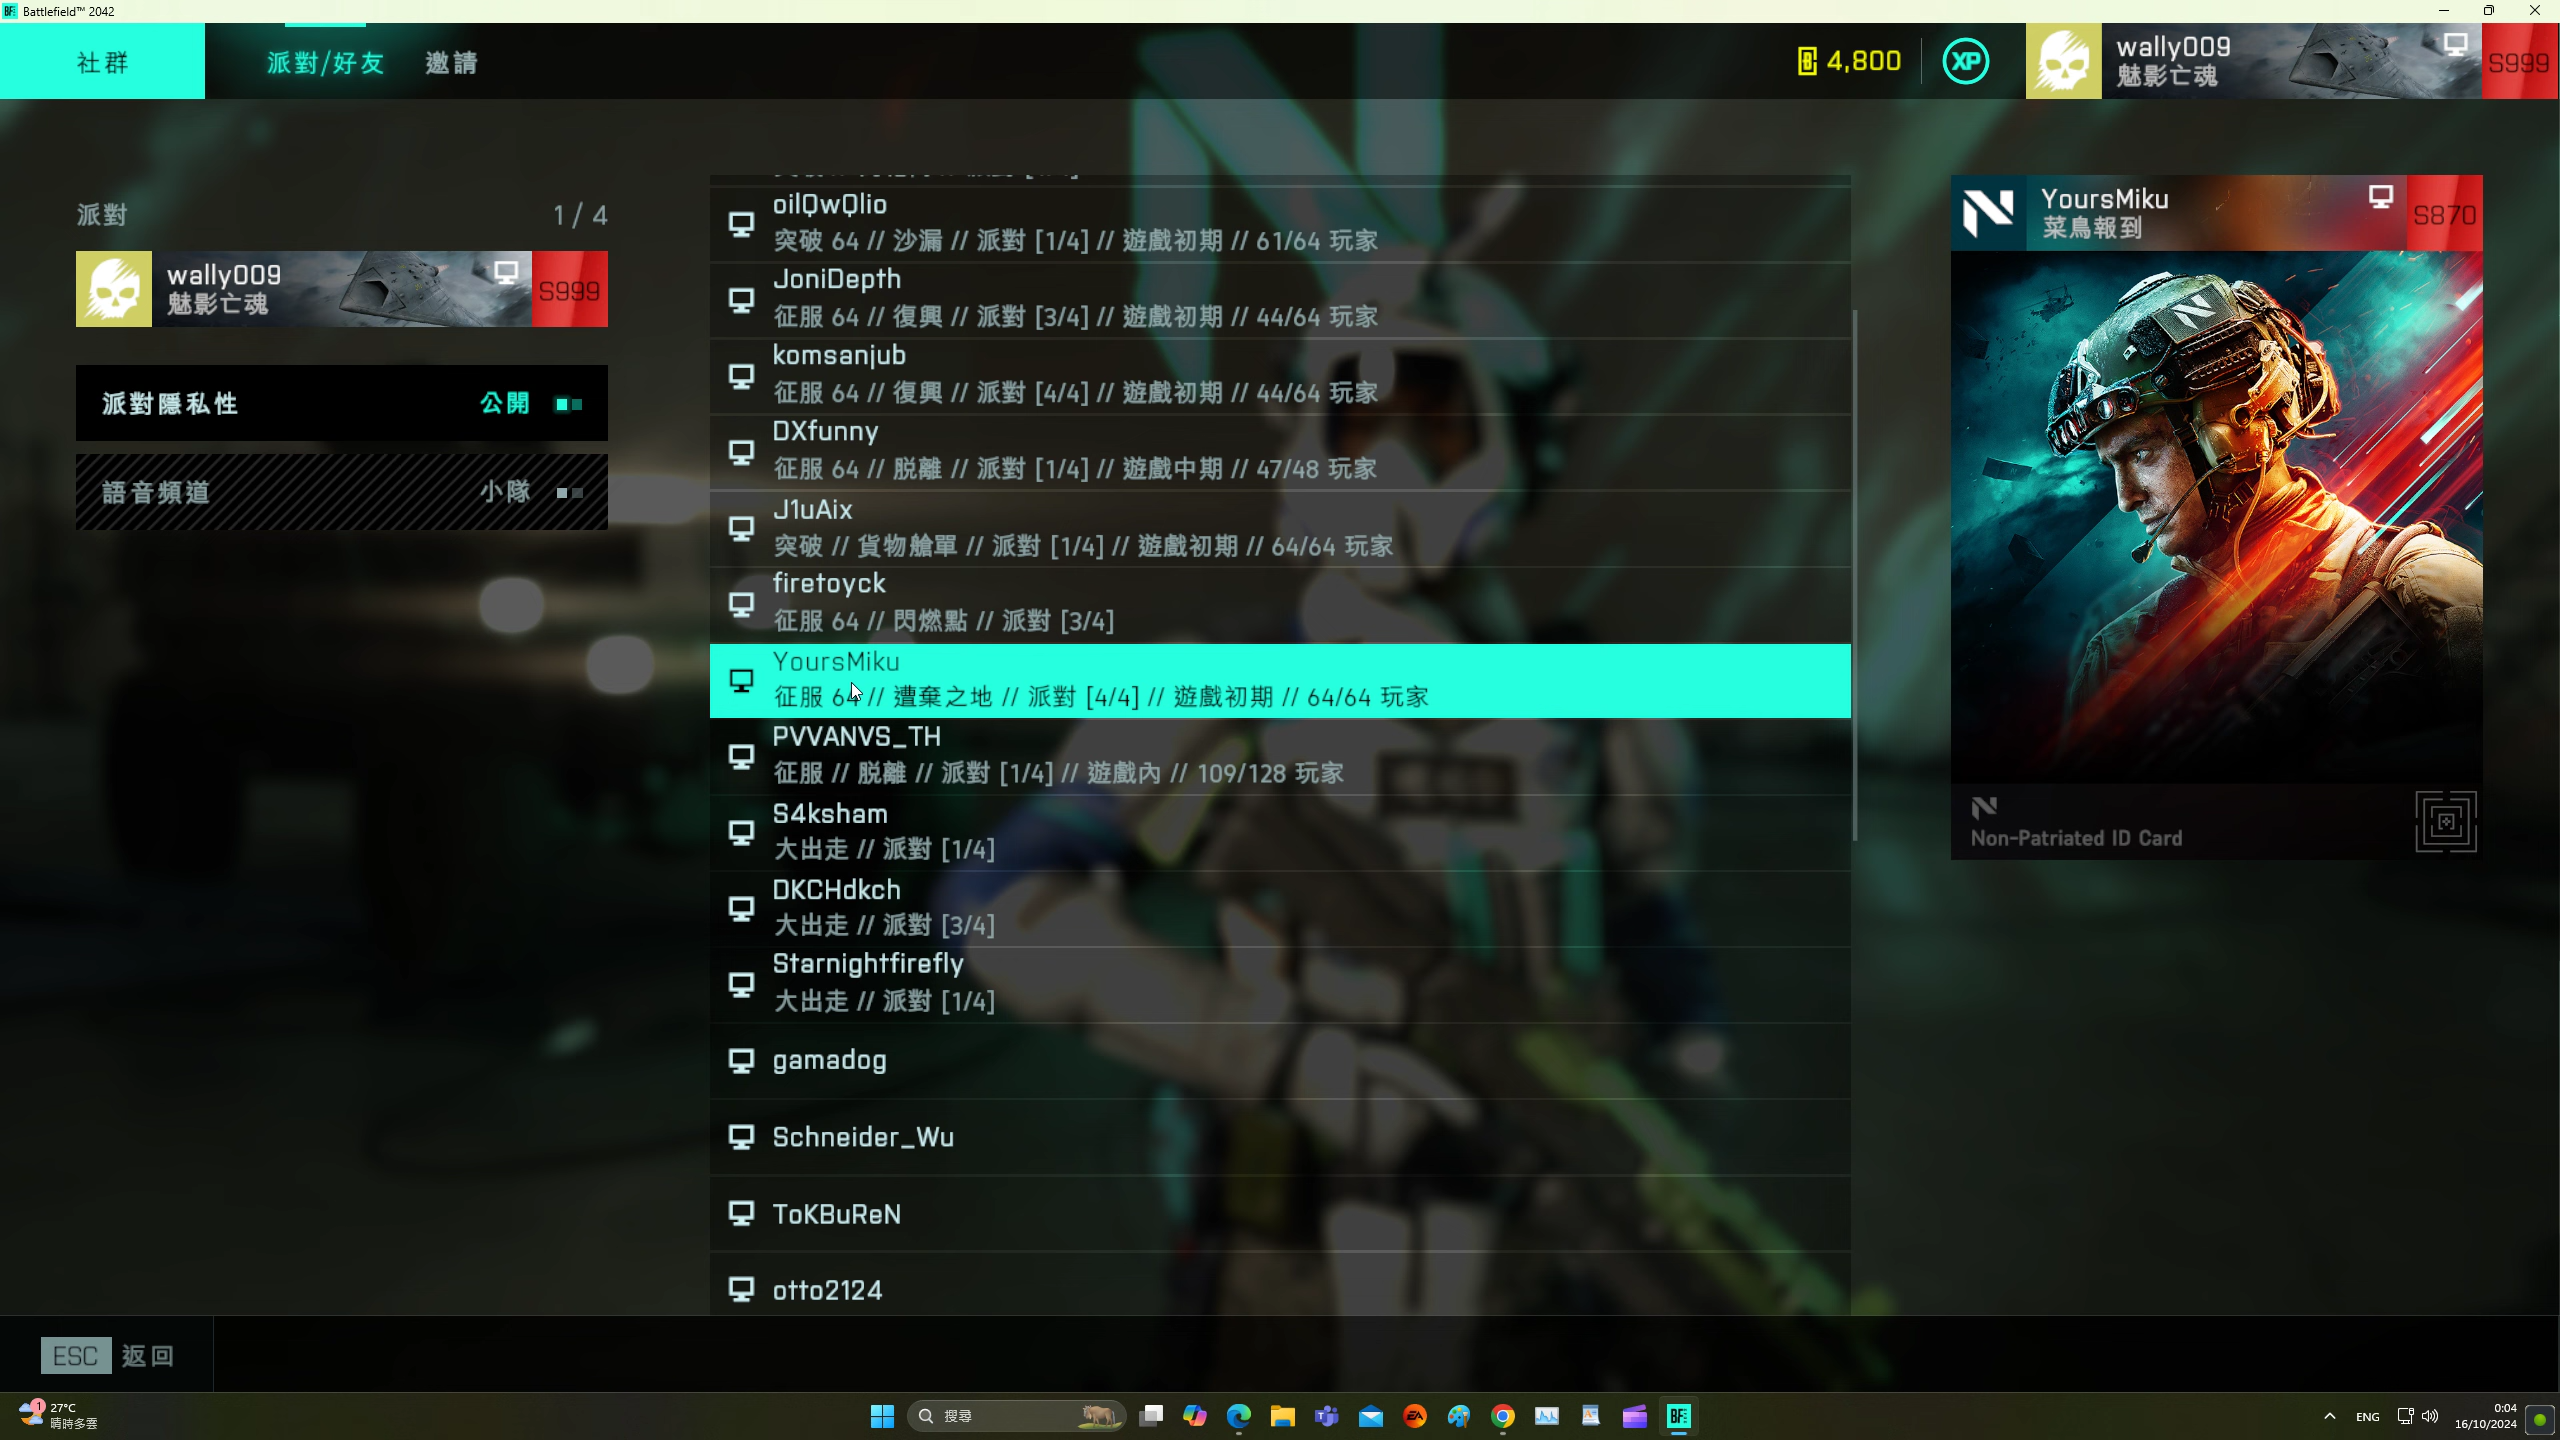 Battlefield™ 2042
社群
派對/好友
邀請
4,800
XP
wally009
魅影亡魂
S999
派對
1 / 4
wally009
魅影亡魂
S999
派對隱私性
公開
語音頻道
小隊
oilQwQlio
突破 64 // 沙漏 // 派對 [1/4] // 遊戲初期 // 61/64 玩家
JoniDepth
征服 64 // 復興 // 派對 [3/4] // 遊戲初期 // 44/64 玩家
komsanjub
征服 64 // 復興 // 派對 [4/4] // 遊戲初期 // 44/64 玩家
DXfunny
征服 64 // 脱離 // 派對 [1/4] // 遊戲中期 // 47/48 玩家
J1uAix
突破 // 貨物艙單 // 派對 [1/4] // 遊戲初期 // 64/64 玩家
firetoyck
征服 64 // 閃燃點 // 派對 [3/4]
YoursMiku
征服 64 // 遭棄之地 // 派對 [4/4] // 遊戲初期 // 64/64 玩家
PVVANVS_TH
征服 // 脱離 // 派對 [1/4] // 遊戲內 // 109/128 玩家
S4ksham
大出走 // 派對 [1/4]
DKCHdkch
大出走 // 派對 [3/4]
Starnightfirefly
大出走 // 派對 [1/4]
gamadog
Schneider_Wu
ToKBuReN
otto2124
YoursMiku
菜鳥報到
S870
Non-Patriated ID Card
ESC 返回
1
27°C
晴時多雲
搜尋
ENG
0:04
16/10/2024